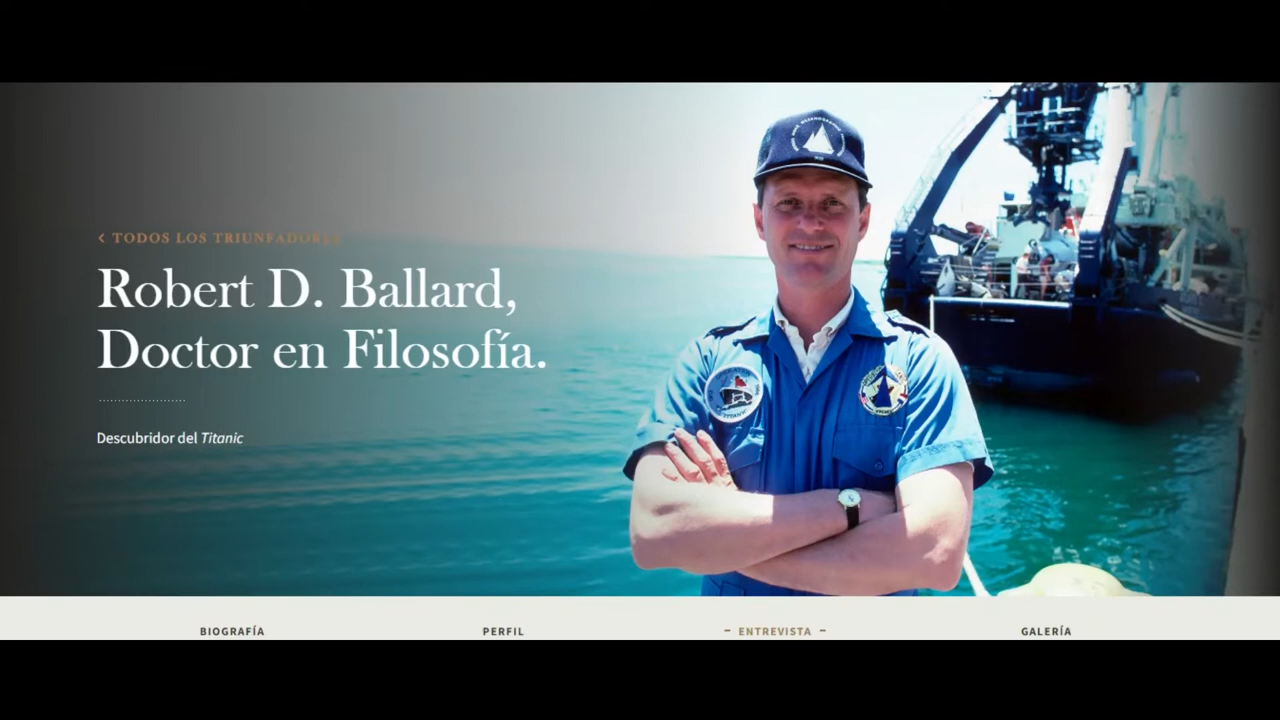 ‹ TODOS LOS TRIUNFADORES
Robert D. Ballard,
Doctor en Filosofía.
Descubridor del Titanic
BIOGRAFÍA
PERFIL
– ENTREVISTA –
GALERÍA